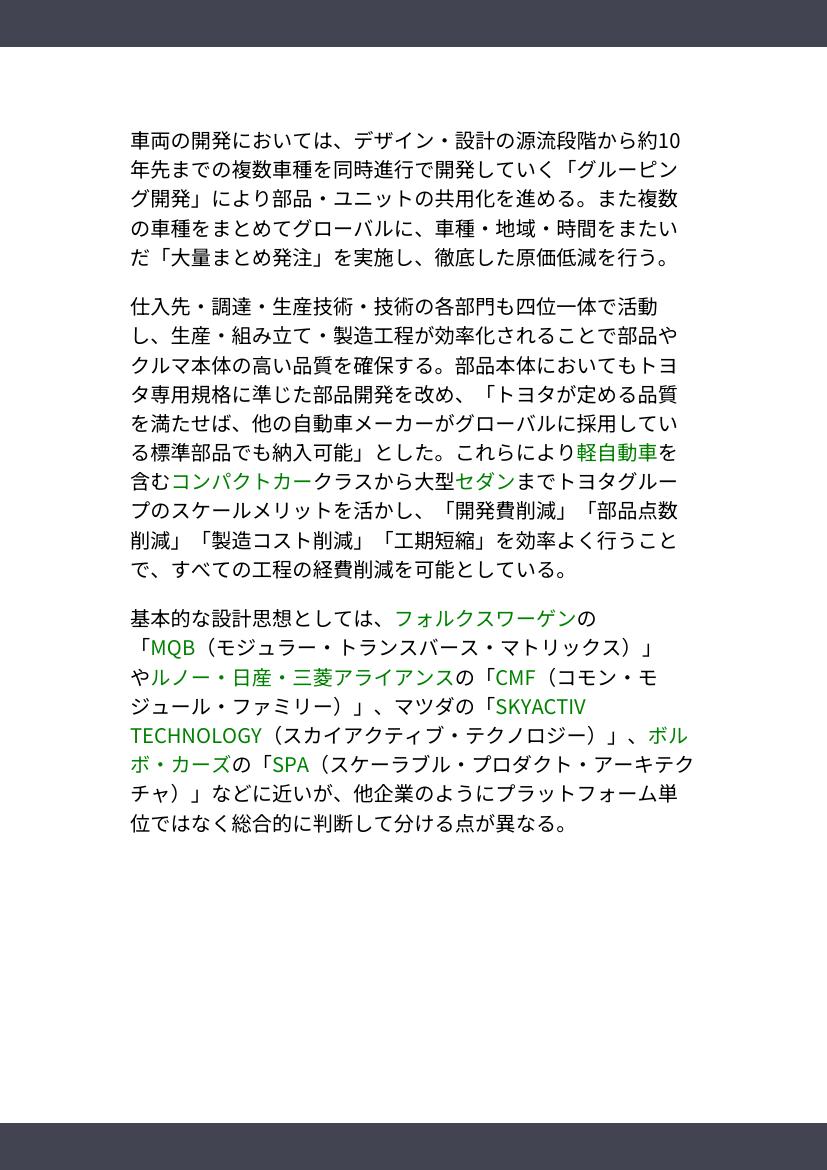 車両の開発においては、デザイン・設計の源流段階から約10
年先までの複数車種を同時進行で開発していく「グルーピン
グ開発」により部品・ユニットの共用化を進める。また複数
の車種をまとめてグローバルに、車種・地域・時間をまたい
だ「大量まとめ発注」を実施し、徹底した原価低減を行う。
仕入先・調達・生産技術・技術の各部門も四位一体で活動
し、生産・組み立て・製造工程が効率化されることで部品や
クルマ本体の高い品質を確保する。部品本体においてもトヨ
タ専用規格に準じた部品開発を改め、「トヨタが定める品質
を満たせば、他の自動車メーカーがグローバルに採用してい
る標準部品でも納入可能」とした。これらにより軽自動車を
含むコンパクトカークラスから大型セダンまでトヨタグルー
プのスケールメリットを活かし、「開発費削減」「部品点数
削減」「製造コスト削減」「工期短縮」を効率よく行うこと
で、すべての工程の経費削減を可能としている。
基本的な設計思想としては、フォルクスワーゲンの
「MQB（モジュラー・トランスバース・マトリックス）」
やルノー・日産・三菱アライアンスの「CMF（コモン・モ
ジュール・ファミリー）」、マツダの「SKYACTIV
TECHNOLOGY（スカイアクティブ・テクノロジー）」、ボル
ボ・カーズの「SPA（スケーラブル・プロダクト・アーキテク
チャ）」などに近いが、他企業のようにプラットフォーム単
位ではなく総合的に判断して分ける点が異なる。